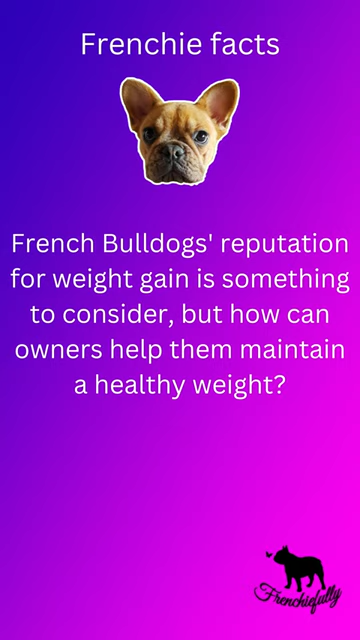 Frenchie facts
French Bulldogs' reputation
for weight gain is something
to consider, but how can
owners help them maintain
a healthy weight?
Frenchiefully